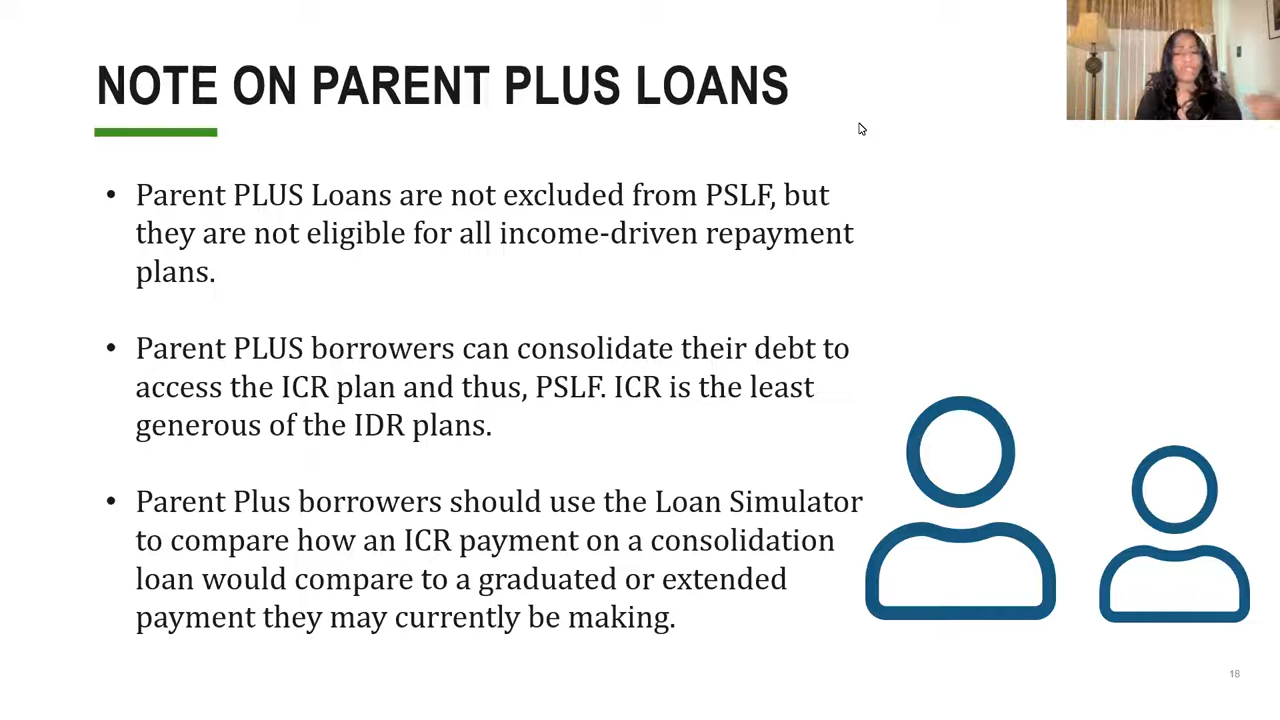 NOTE ON PARENT PLUS LOANS
• Parent PLUS Loans are not excluded from PSLF, but
they are not eligible for all income-driven repayment
plans.
• Parent PLUS borrowers can consolidate their debt to
access the ICR plan and thus, PSLF. ICR is the least
generous of the IDR plans.
• Parent Plus borrowers should use the Loan Simulator
to compare how an ICR payment on a consolidation
loan would compare to a graduated or extended
payment they may currently be making.
18